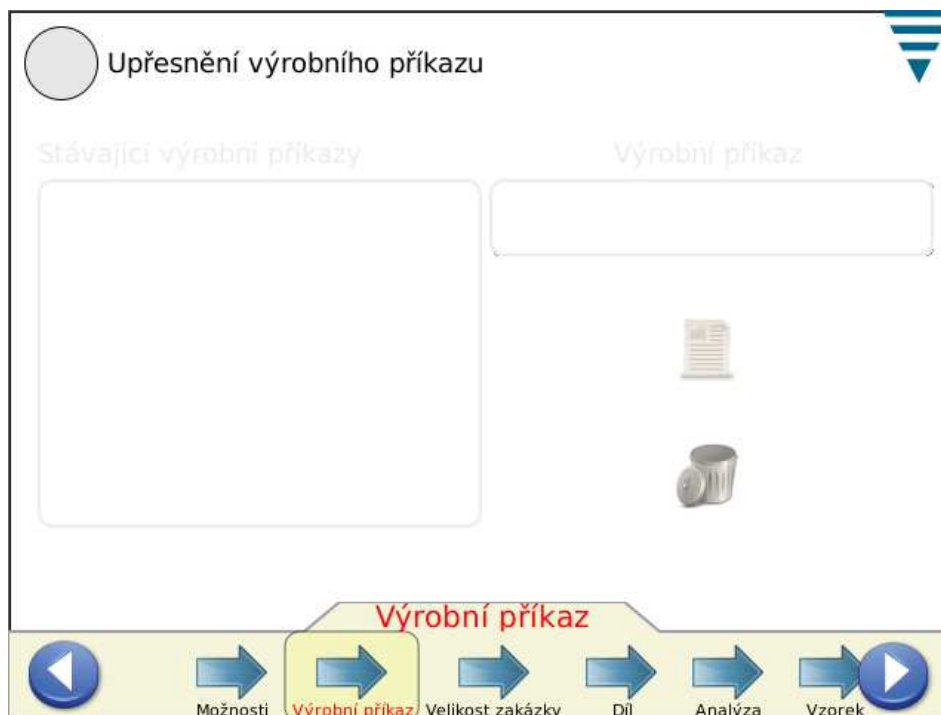 Upřesnění výrobního příkazu
Stávající výrobní příkazy
Výrobní příkaz
Výrobní příkaz
Možnosti
Výrobní příkaz
Velikost zakázky
Díl
Analýza
Vzorek